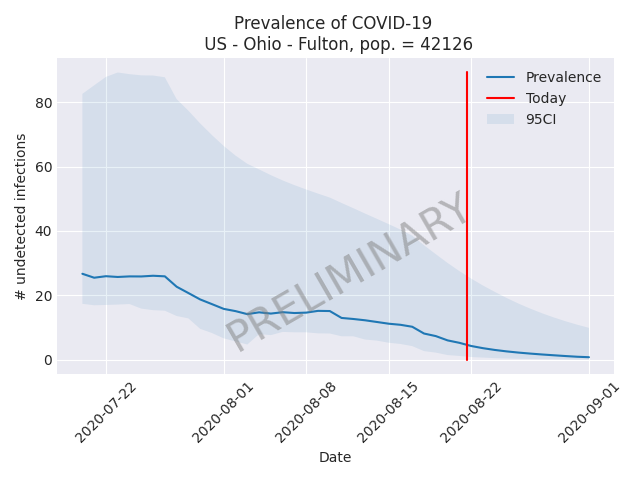 Prevalence of COVID-19
US - Ohio - Fulton, pop. = 42126
Prevalence
Today
95CI
# undetected infections
80
60
40
20
0
PRELIMINARY
2020-07-22
2020-08-01
2020-08-08
2020-08-15
2020-08-22
2020-09-01
Date